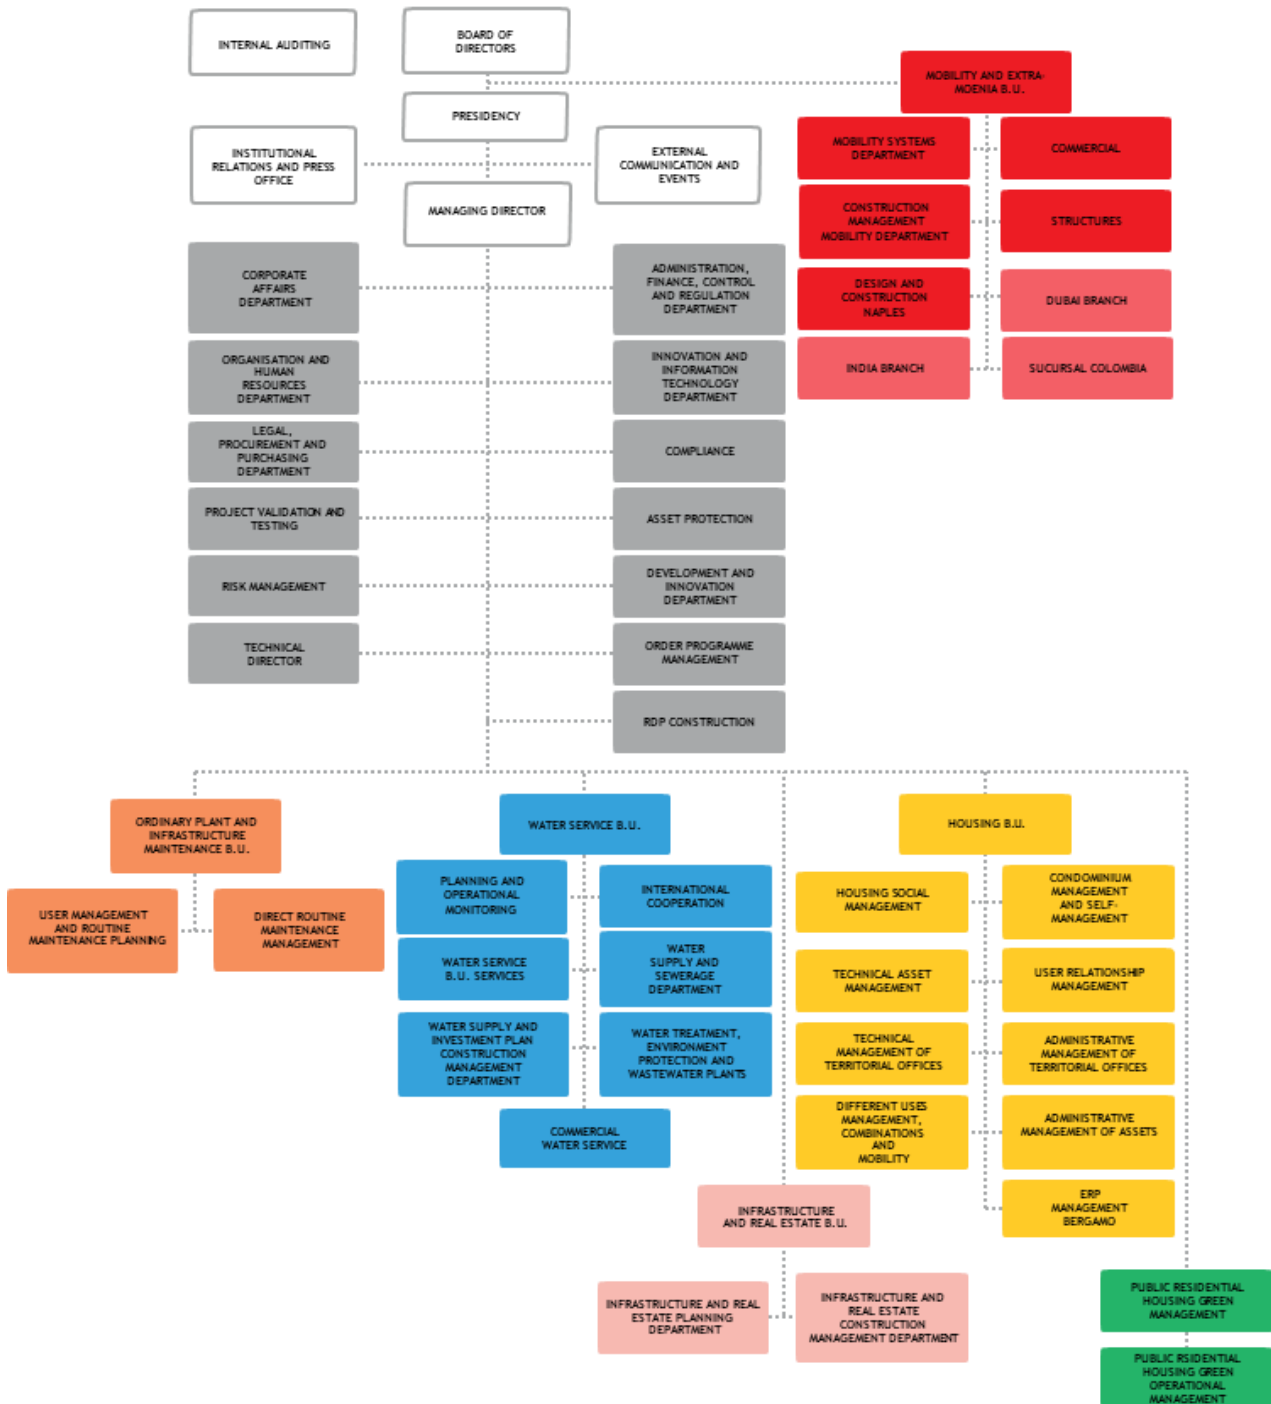 INTERNAL AUDITING
BOARD OF
DIRECTORS
MOBILITY AND EXTRA-
MOENIA B.U.
PRESIDENCY
INSTITUTIONAL
RELATIONS AND PRESS
OFFICE
EXTERNAL
COMMUNICATION AND
EVENTS
MANAGING DIRECTOR
MOBILITY SYSTEMS
DEPARTMENT
COMMERCIAL
CONSTRUCTION
MANAGEMENT
MOBILITY DEPARTMENT
STRUCTURES
DESIGN AND
CONSTRUCTION
NAPLES
DUBAI BRANCH
INDIA BRANCH
SUCURSAL COLOMBIA
CORPORATE
AFFAIRS
DEPARTMENT
ADMINISTRATION,
FINANCE, CONTROL
AND REGULATION
DEPARTMENT
ORGANISATION AND
HUMAN
RESOURCES
DEPARTMENT
INNOVATION AND
INFORMATION
TECHNOLOGY
DEPARTMENT
LEGAL,
PROCUREMENT AND
PURCHASING
DEPARTMENT
COMPLIANCE
PROJECT VALIDATION AND
TESTING
ASSET PROTECTION
RISK MANAGEMENT
DEVELOPMENT AND
INNOVATION
DEPARTMENT
TECHNICAL
DIRECTOR
ORDER PROGRAMME
MANAGEMENT
RDP CONSTRUCTION
ORDINARY PLANT AND
INFRASTRUCTURE
MAINTENANCE B.U.
USER MANAGEMENT
AND ROUTINE
MAINTENANCE PLANNING
DIRECT ROUTINE
MAINTENANCE
MANAGEMENT
WATER SERVICE B.U.
PLANNING AND
OPERATIONAL
MONITORING
INTERNATIONAL
COOPERATION
WATER SERVICE
B.U. SERVICES
WATER
SUPPLY AND
SEWERAGE
DEPARTMENT
WATER SUPPLY AND
INVESTMENT PLAN
CONSTRUCTION
MANAGEMENT
DEPARTMENT
WATER TREATMENT,
ENVIRONMENT
PROTECTION AND
WASTEWATER PLANTS
COMMERCIAL
WATER SERVICE
HOUSING B.U.
HOUSING SOCIAL
MANAGEMENT
CONDOMINIUM
MANAGEMENT
AND SELF-
MANAGEMENT
TECHNICAL ASSET
MANAGEMENT
USER RELATIONSHIP
MANAGEMENT
TECHNICAL
MANAGEMENT OF
TERRITORIAL OFFICES
ADMINISTRATIVE
MANAGEMENT OF
TERRITORIAL OFFICES
DIFFERENT USES
MANAGEMENT,
COMBINATIONS
AND
MOBILITY
ADMINISTRATIVE
MANAGEMENT OF ASSETS
ERP
MANAGEMENT
BERGAMO
INFRASTRUCTURE
AND REAL ESTATE B.U.
INFRASTRUCTURE AND REAL
ESTATE PLANNING
DEPARTMENT
INFRASTRUCTURE AND
REAL ESTATE
CONSTRUCTION
MANAGEMENT DEPARTMENT
PUBLIC RESIDENTIAL
HOUSING GREEN
MANAGEMENT
PUBLIC RSIDENTIAL
HOUSING GREEN
OPERATIONAL
MANAGEMENT